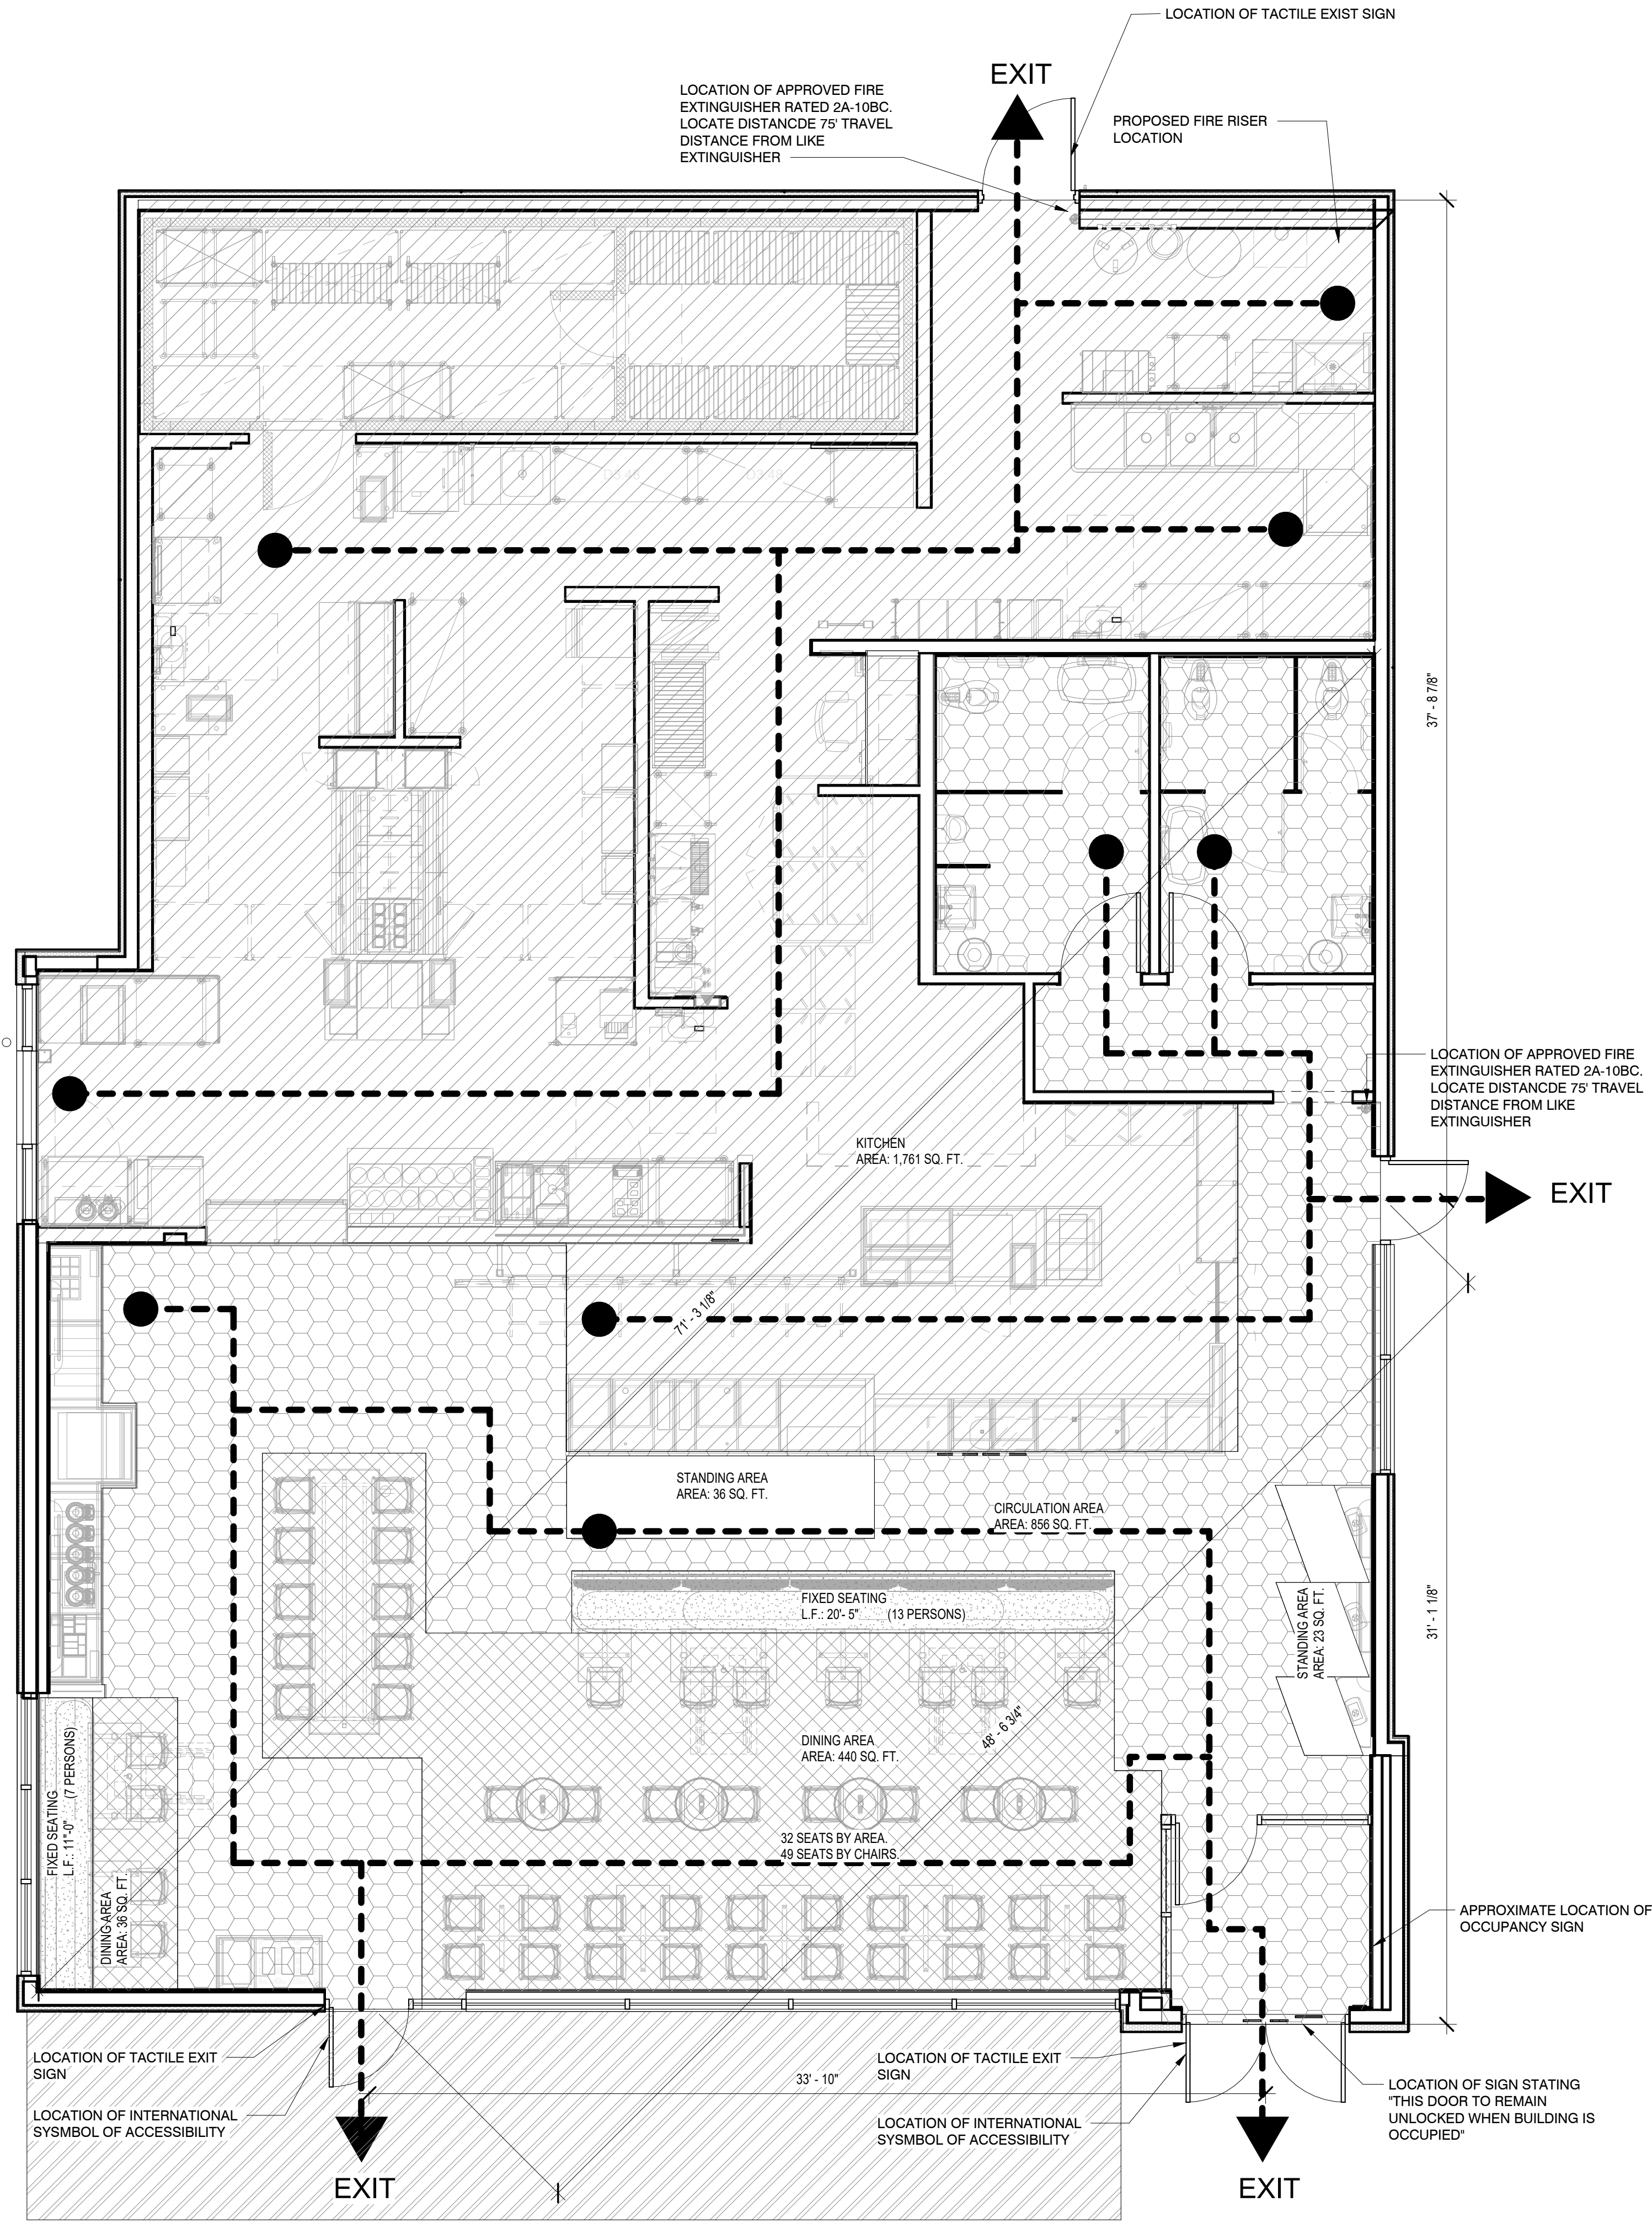 LOCATION OF TACTILE EXIST SIGN
EXIT
LOCATION OF APPROVED FIRE
EXTINGUISHER RATED 2A-10BC.
LOCATE DISTANCDE 75' TRAVEL
DISTANCE FROM LIKE
EXTINGUISHER
PROPOSED FIRE RISER
LOCATION
37' - 8 7/8"
LOCATION OF APPROVED FIRE
EXTINGUISHER RATED 2A-10BC.
LOCATE DISTANCDE 75' TRAVEL
DISTANCE FROM LIKE
EXTINGUISHER
KITCHEN
AREA: 1,761 SQ. FT.
EXIT
71' - 3 1/8"
STANDING AREA
AREA: 36 SQ. FT.
CIRCULATION AREA
AREA: 856 SQ. FT.
FIXED SEATING
L.F.: 20'- 5" (13 PERSONS)
STANDING AREA
AREA: 23 SQ. FT.
31' - 1 1/8"
48' - 6 3/4"
DINING AREA
AREA: 440 SQ. FT.
FIXED SEATING
L.F.: 11"-0" (7 PERSONS)
32 SEATS BY AREA.
49 SEATS BY CHAIRS.
DINING AREA
AREA: 36 SQ. FT.
APPROXIMATE LOCATION OF
OCCUPANCY SIGN
LOCATION OF TACTILE EXIT
SIGN
LOCATION OF INTERNATIONAL
SYSMBOL OF ACCESSIBILITY
33' - 10"
LOCATION OF TACTILE EXIT
SIGN
LOCATION OF INTERNATIONAL
SYSMBOL OF ACCESSIBILITY
LOCATION OF SIGN STATING
"THIS DOOR TO REMAIN
UNLOCKED WHEN BUILDING IS
OCCUPIED"
EXIT
EXIT